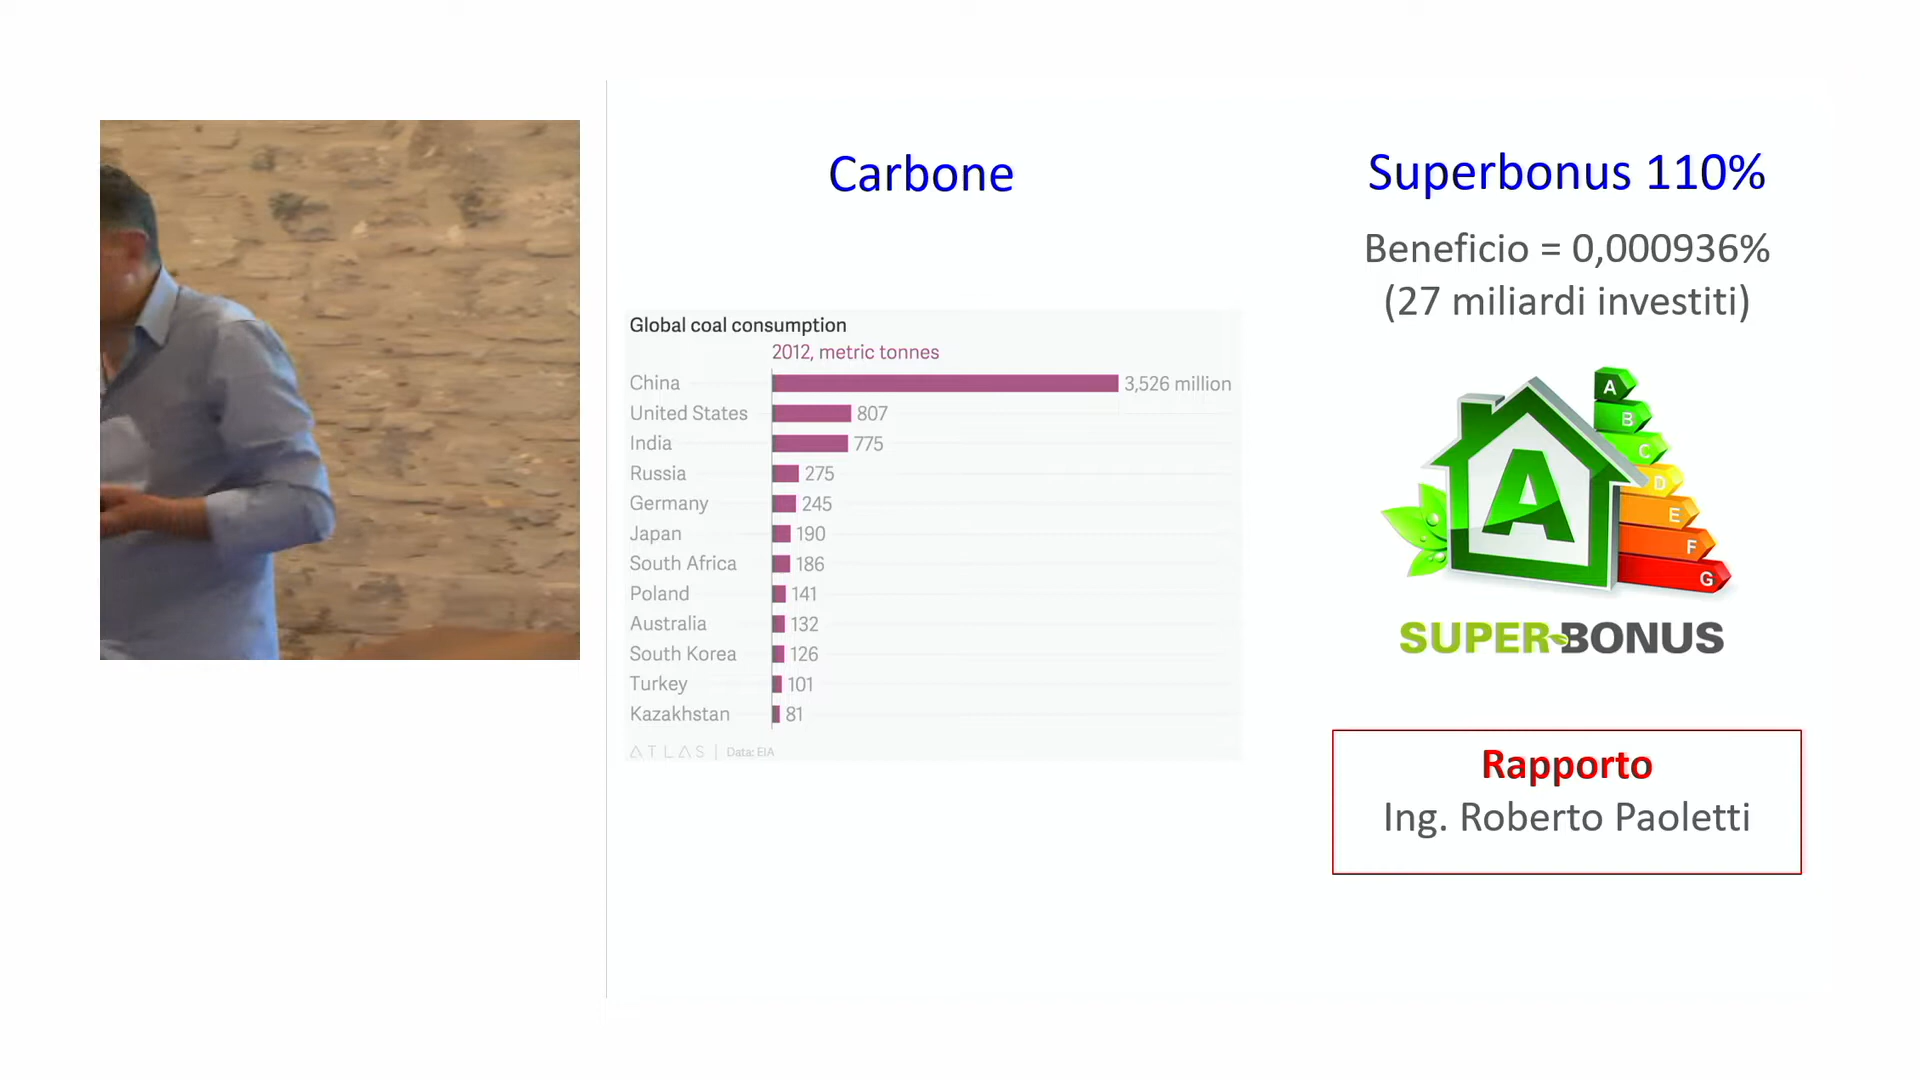 Carbone
Global coal consumption
2012, metric tonnes
China 3,526 million
United States 807
India 775
Russia 275
Germany 245
Japan 190
South Africa 186
Poland 141
Australia 132
South Korea 126
Turkey 101
Kazakhstan 81
ATLAS | Data: EIA
Superbonus 110%
Beneficio = 0,000936%
(27 miliardi investiti)
A
B
C
D
E
F
G
A
SUPERBONUS
Rapporto
Ing. Roberto Paoletti